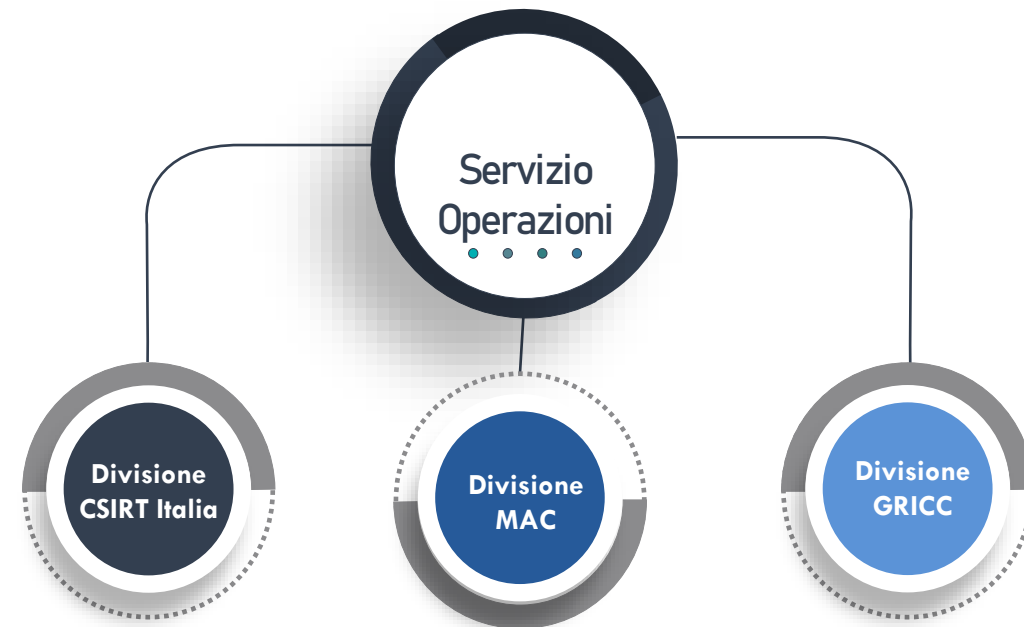 Servizio
Operazioni
Divisione
CSIRT Italia
Divisione
MAC
Divisione
GRICC